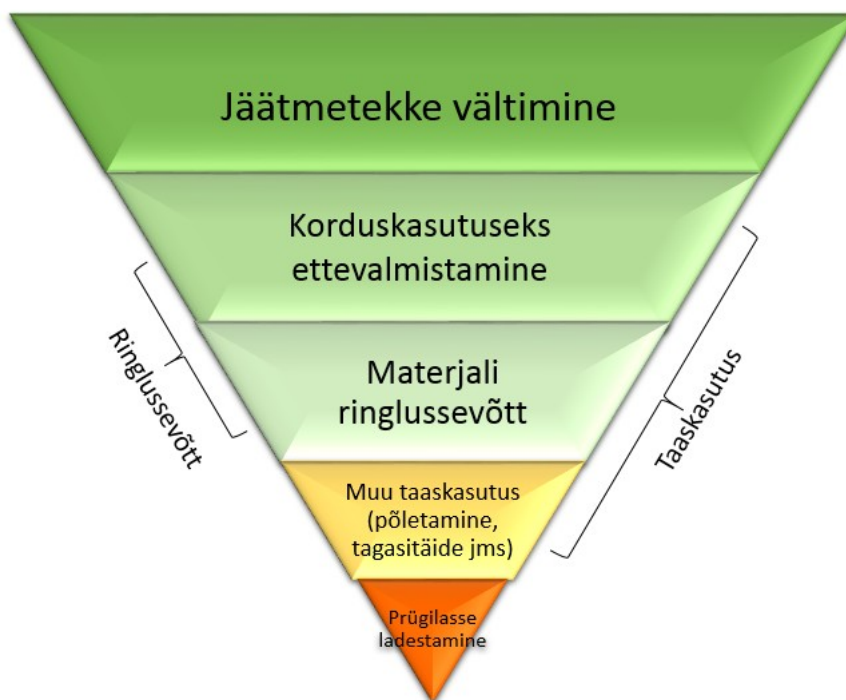 Jäätmetekke vältimine
Korduskasutuseks
ettevalmistamine
Ringlussevõtt
Taaskasutus
Materjali
ringlussevõtt
Muu taaskasutus
(põletamine,
tagasitäide jms)
Prügilasse
ladestamine